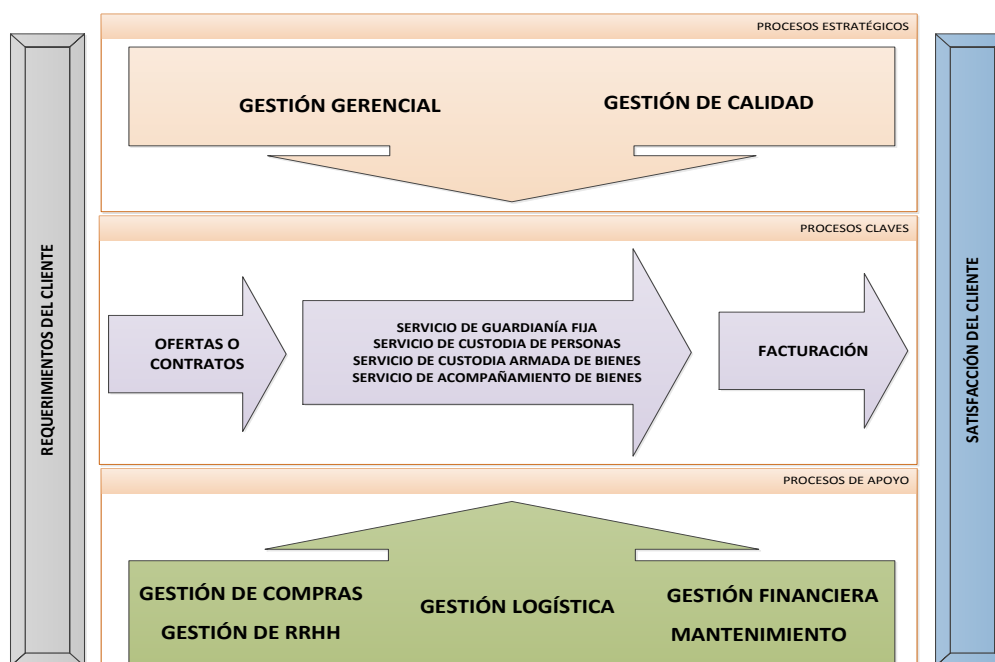 PROCESOS ESTRATÉGICOS
GESTIÓN GERENCIAL
GESTIÓN DE CALIDAD
REQUERIMIENTOS DEL CLIENTE
PROCESOS CLAVES
OFERTAS O
CONTRATOS
SERVICIO DE GUARDIANÍA FIJA
SERVICIO DE CUSTODIA DE PERSONAS
SERVICIO DE CUSTODIA ARMADA DE BIENES
SERVICIO DE ACOMPAÑAMIENTO DE BIENES
FACTURACIÓN
SATISFACCIÓN DEL CLIENTE
PROCESOS DE APOYO
GESTIÓN DE COMPRAS
GESTIÓN DE RRHH
GESTIÓN LOGÍSTICA
GESTIÓN FINANCIERA
MANTENIMIENTO